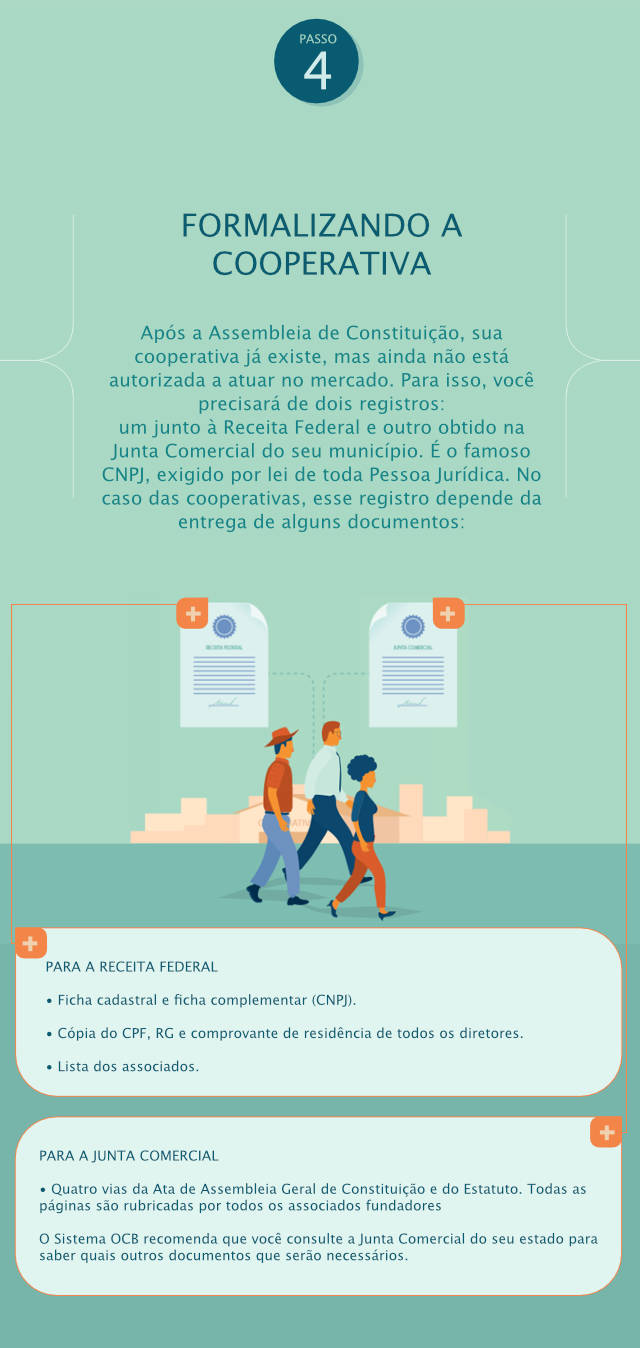 PASSO
4
FORMALIZANDO A
COOPERATIVA
Após a Assembleia de Constituição, sua
cooperativa já existe, mas ainda não está
autorizada a atuar no mercado. Para isso, você
precisará de dois registros:
um junto à Receita Federal e outro obtido na
Junta Comercial do seu município. É o famoso
CNPJ, exigido por lei de toda Pessoa Jurídica. No
caso das cooperativas, esse registro depende da
entrega de alguns documentos:
RECEITA FEDERAL
JUNTA COMERCIAL
PARA A RECEITA FEDERAL
• Ficha cadastral e ficha complementar (CNPJ).
• Cópia do CPF, RG e comprovante de residência de todos os diretores.
• Lista dos associados.
PARA A JUNTA COMERCIAL
• Quatro vias da Ata de Assembleia Geral de Constituição e do Estatuto. Todas as
páginas são rubricadas por todos os associados fundadores
O Sistema OCB recomenda que você consulte a Junta Comercial do seu estado para
saber quais outros documentos que serão necessários.